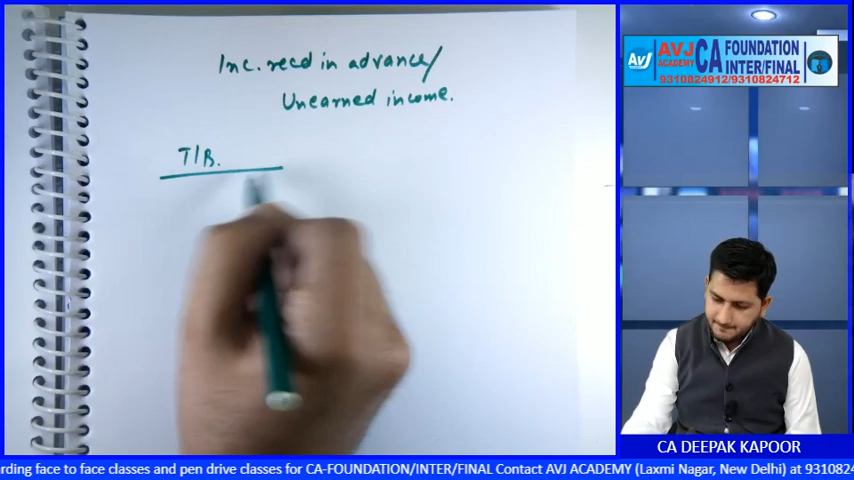 Inc. recd in advance/
Unearned income.
T/B.
AVJ
AVJ
ACADEMY
CA
FOUNDATION
INTER/FINAL
9310824912/9310824712
CA DEEPAK KAPOOR
rding face to face classes and pen drive classes for CA-FOUNDATION/INTER/FINAL Contact AVJ ACADEMY (Laxmi Nagar, New Delhi) at 931082